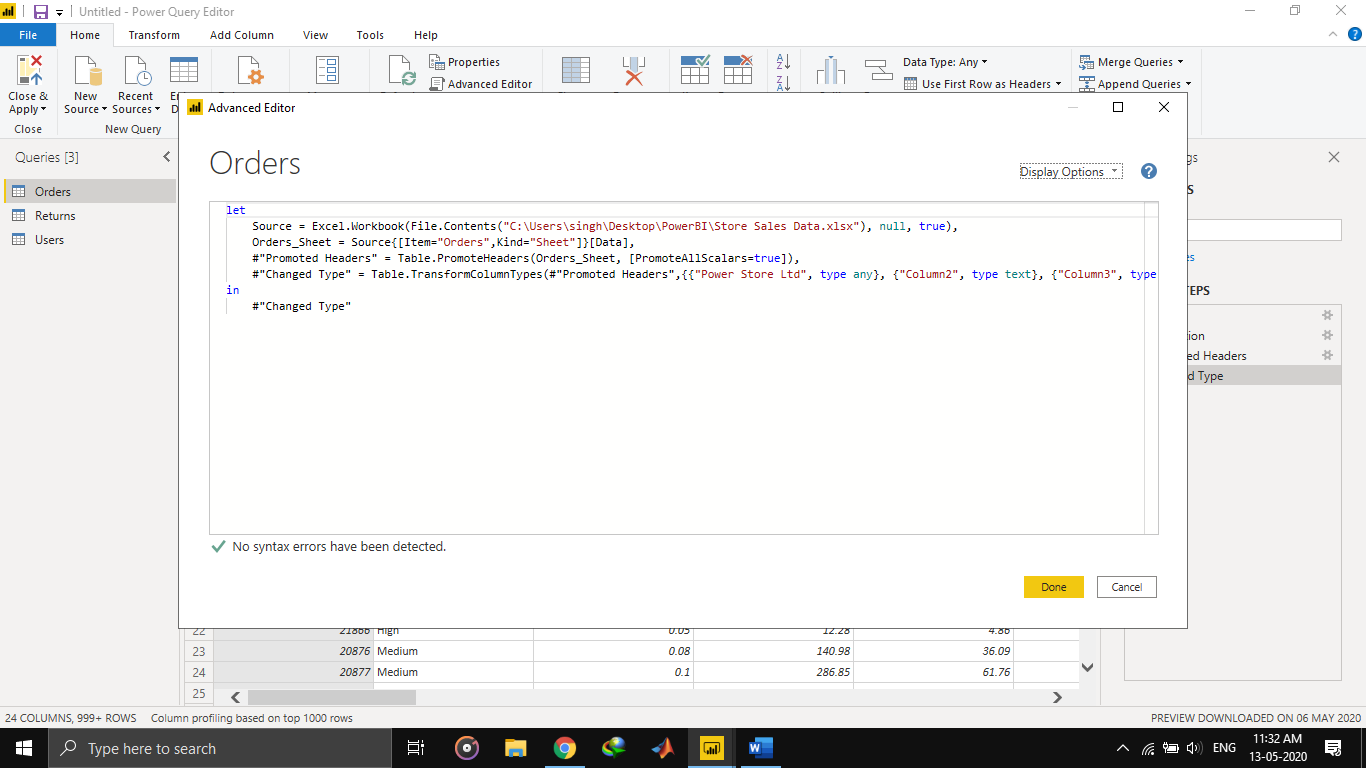 Untitled - Power Query Editor
File Home Transform Add Column View Tools Help
Close & Apply
New Source
Recent Sources
Properties
Advanced Editor
Data Type: Any
Use First Row as Headers
Merge Queries
Append Queries
Close
New Query
Queries [3]
Orders
Returns
Users
Advanced Editor
Orders
Display Options
let
Source = Excel.Workbook(File.Contents("C:\Users\singh\Desktop\PowerBI\Store Sales Data.xlsx"), null, true),
Orders_Sheet = Source{[Item="Orders",Kind="Sheet"]}[Data],
#"Promoted Headers" = Table.PromoteHeaders(Orders_Sheet, [PromoteAllScalars=true]),
#"Changed Type" = Table.TransformColumnTypes(#"Promoted Headers",{{"Power Store Ltd", type any}, {"Column2", type text}, {"Column3", type
in
#"Changed Type"
No syntax errors have been detected.
Done Cancel
gs
S
es
TEPS
ion
ed Headers
d Type
22 21866 High 0.05 12.28 4.86
23 20876 Medium 0.08 140.98 36.09
24 20877 Medium 0.1 286.85 61.76
25
24 COLUMNS, 999+ ROWS Column profiling based on top 1000 rows PREVIEW DOWNLOADED ON 06 MAY 2020
Type here to search
ENG
11:32 AM
13-05-2020